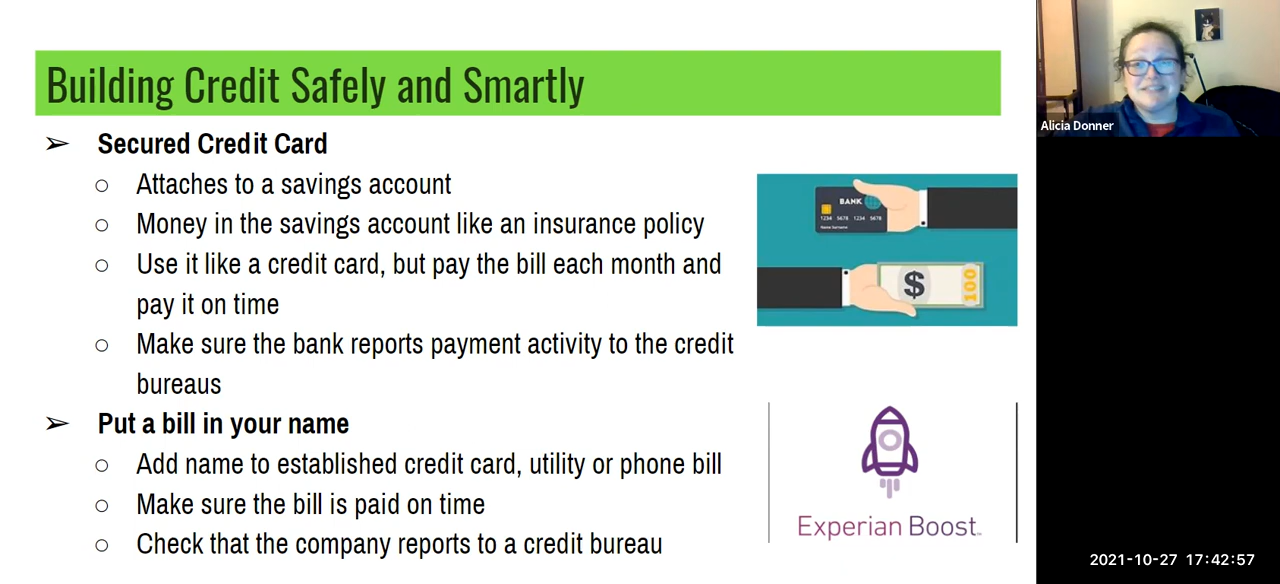 Building Credit Safely and Smartly
➢ Secured Credit Card
○ Attaches to a savings account
○ Money in the savings account like an insurance policy
○ Use it like a credit card, but pay the bill each month and
pay it on time
○ Make sure the bank reports payment activity to the credit
bureaus
➢ Put a bill in your name
○ Add name to established credit card, utility or phone bill
○ Make sure the bill is paid on time
○ Check that the company reports to a credit bureau
BANK
1234 5678 1234 5678
Name Surname
$ 100
Experian Boost™
Alicia Donner
2021-10-27 17:42:57